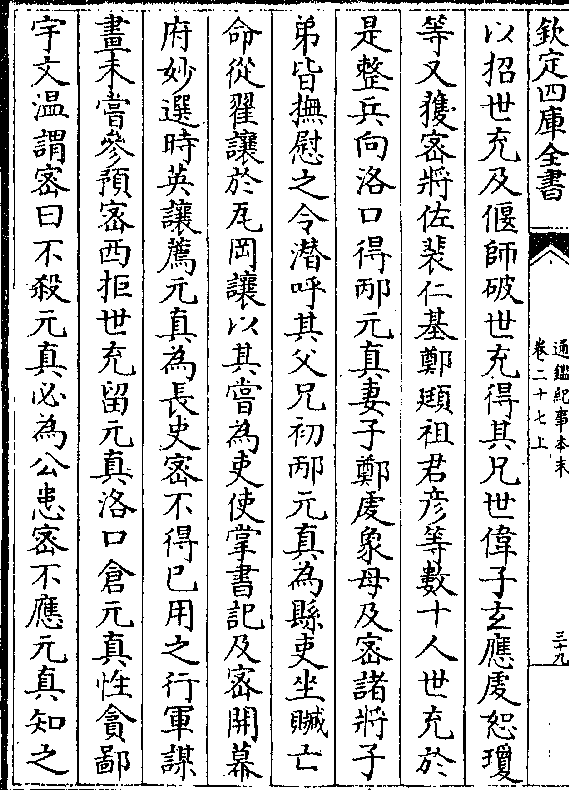 欽定四庫全書
通鑑紀事本末
卷二十七上
三十九
以招世充及偃師破世充得其兄世偉子𤣥應虔恕瓊
等又獲宻將佐裴仁基鄭頲祖君彦等數十人世充於
是整兵向洛口得邴元真妻子鄭虔象母及宻諸將子
弟皆撫慰之令潜呼其父兄初邴元真為縣吏坐贓亡
命從翟讓於瓦岡讓以其嘗為吏使掌書記及宻開幕
府妙選時英讓薦元真為長史宻不得已用之行軍謀
畫未嘗參預宻西拒世充留元真洛口倉元真性貪鄙
宇文温謂宻曰不殺元真必為公患宻不應元真知之